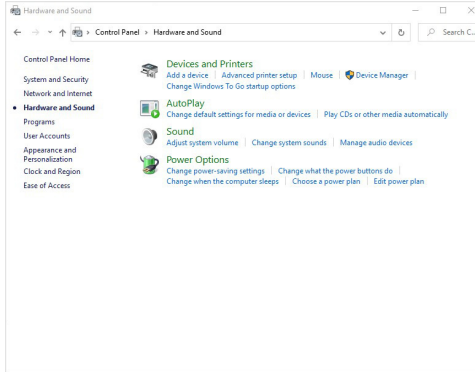 Hardware and Sound
Control Panel > Hardware and Sound
Search C...
Control Panel Home
System and Security
Network and Internet
Hardware and Sound
Programs
User Accounts
Appearance and
Personalization
Clock and Region
Ease of Access
Devices and Printers
Add a device | Advanced printer setup | Mouse | Device Manager |
Change Windows To Go startup options
AutoPlay
Change default settings for media or devices | Play CDs or other media automatically
Sound
Adjust system volume | Change system sounds | Manage audio devices
Power Options
Change power-saving settings | Change what the power buttons do |
Change when the computer sleeps | Choose a power plan | Edit power plan